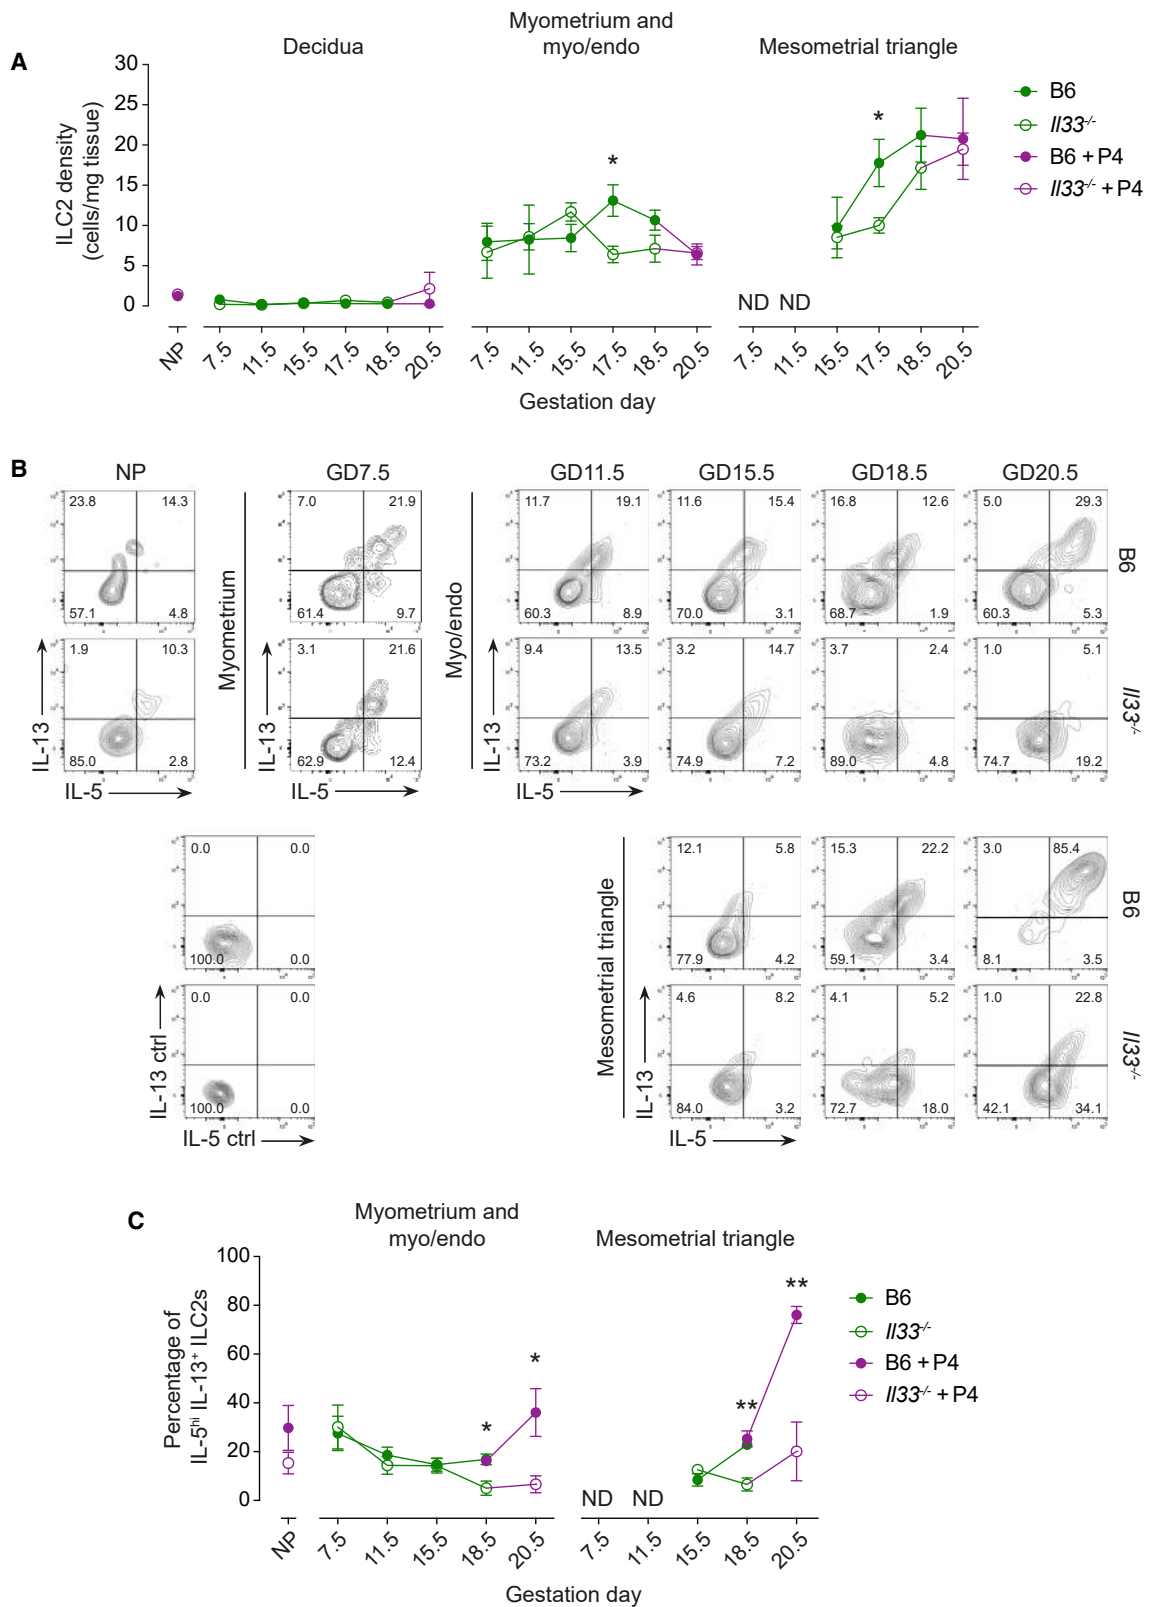 A
Decidua
Myometrium and
myo/endo
Mesometrial triangle
ILC2 density
(cells/mg tissue)
30
25
20
15
10
5
0
*
*
ND ND
B6
Il33-/-
B6 + P4
Il33-/- + P4
NP
7.5 11.5 15.5 17.5 18.5 20.5
7.5 11.5 15.5 17.5 18.5 20.5
7.5 11.5 15.5 17.5 18.5 20.5
Gestation day
B
NP GD7.5 GD11.5 GD15.5 GD18.5 GD20.5
Myometrium
Myo/endo
23.8 14.3 7.0 21.9 11.7 19.1 11.6 15.4 16.8 12.6 5.0 29.3
B6
57.1 4.8 61.4 9.7 60.3 8.9 70.0 3.1 68.7 1.9 60.3 5.3
1.9 10.3 3.1 21.6 9.4 13.5 3.2 14.7 3.7 2.4 1.0 5.1
Il33-/-
85.0 2.8 62.9 12.4 73.2 3.9 74.9 7.2 89.0 4.8 74.7 19.2
IL-13 IL-13 IL-13
IL-5 IL-5 IL-5
Mesometrial triangle
0.0 0.0 12.1 5.8 15.3 22.2 3.0 85.4
B6
100.0 0.0 77.9 4.2 59.1 3.4 8.1 3.5
0.0 0.0 4.6 8.2 4.1 5.2 1.0 22.8
Il33-/-
100.0 0.0 84.0 3.2 72.7 18.0 42.1 34.1
IL-13 ctrl IL-13
IL-5 ctrl IL-5
C
Myometrium and
myo/endo
Mesometrial triangle
Percentage of
IL-5hi IL-13+ ILC2s
100
80
60
40
20
0
*
*
**
**
ND ND
B6
Il33-/-
B6 + P4
Il33-/- + P4
NP
7.5 11.5 15.5 18.5 20.5
7.5 11.5 15.5 18.5 20.5
Gestation day